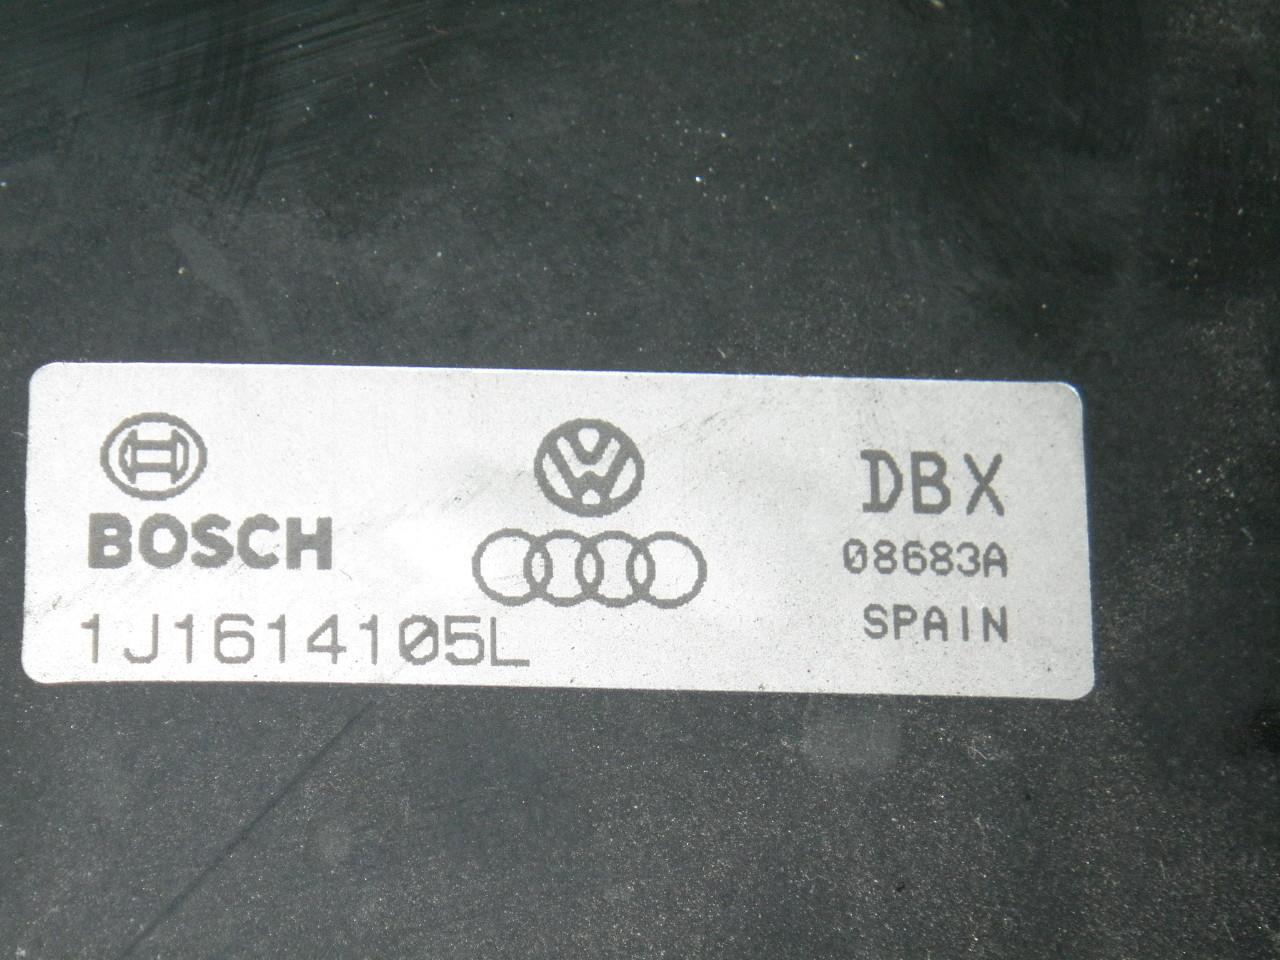 BOSCH
1J1614105L
DBX
08683A
SPAIN